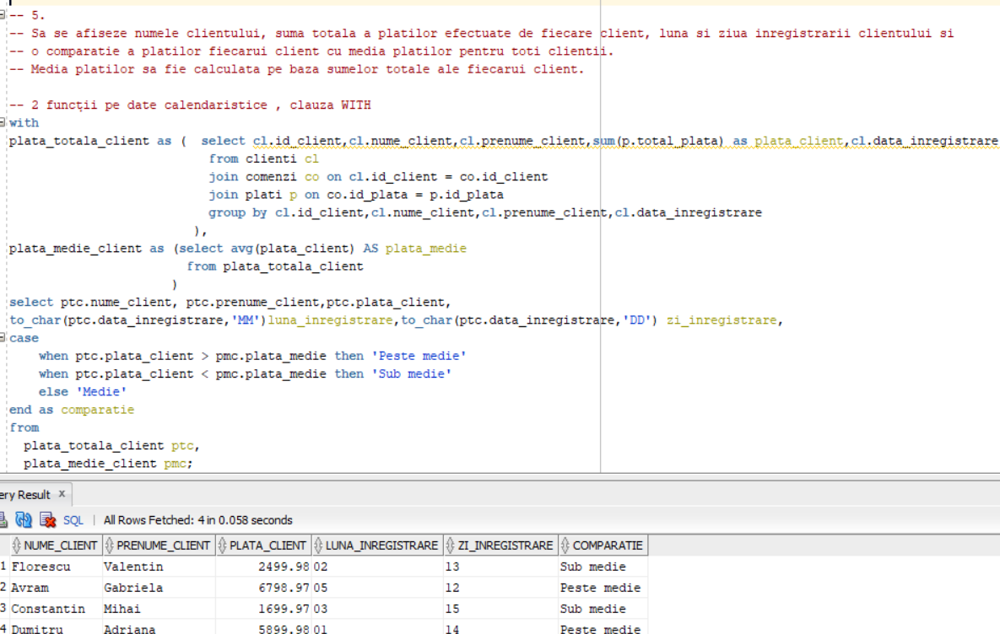 -- 5.
-- Sa se afiseze numele clientului, suma totala a platilor efectuate de fiecare client, luna si ziua inregistrarii clientului si
-- o comparatie a platilor fiecarui client cu media platilor pentru toti clientii.
-- Media platilor sa fie calculata pe baza sumelor totale ale fiecarui client.
-- 2 funcții pe date calendaristice , clauza WITH
with
plata_totala_client as (  select cl.id_client,cl.nume_client,cl.prenume_client,sum(p.total_plata) as plata_client,cl.data_inregistrare
from clienti cl
join comenzi co on cl.id_client = co.id_client
join plati p on co.id_plata = p.id_plata
group by cl.id_client,cl.nume_client,cl.prenume_client,cl.data_inregistrare
),
plata_medie_client as (select avg(plata_client) AS plata_medie
from plata_totala_client
)
select ptc.nume_client, ptc.prenume_client,ptc.plata_client,
to_char(ptc.data_inregistrare,'MM')luna_inregistrare,to_char(ptc.data_inregistrare,'DD') zi_inregistrare,
case
when ptc.plata_client > pmc.plata_medie then 'Peste medie'
when ptc.plata_client < pmc.plata_medie then 'Sub medie'
else 'Medie'
end as comparatie
from
plata_totala_client ptc,
plata_medie_client pmc;
ery Result x
SQL | All Rows Fetched: 4 in 0.058 seconds
NUME_CLIENT PRENUME_CLIENT PLATA_CLIENT LUNA_INREGISTRARE ZI_INREGISTRARE COMPARATIE
1 Florescu Valentin 2499.98 02 13 Sub medie
2 Avram Gabriela 6798.97 05 12 Peste medie
3 Constantin Mihai 1699.97 03 15 Sub medie
4 Dumitru Adriana 5899.98 01 14 Peste medie